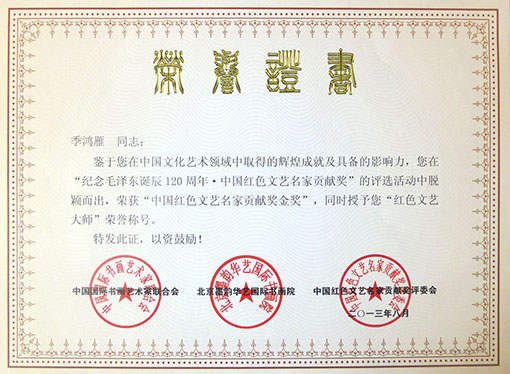 荣誉证书
季鸿雁 同志：
鉴于您在中国文化艺术领域中取得的辉煌成就及具备的影响力，您在
“纪念毛泽东诞辰120周年·中国红色文艺名家贡献奖”的评选活动中脱
颖而出，荣获“中国红色文艺名家贡献奖金奖”，同时授予您“红色文艺
大师”荣誉称号。
特发此证，以资鼓励！
中国国际书画艺术家联合会 北京墨韵华艺国际书画院 中国红色文艺名家贡献奖评委会
二〇一三年八月